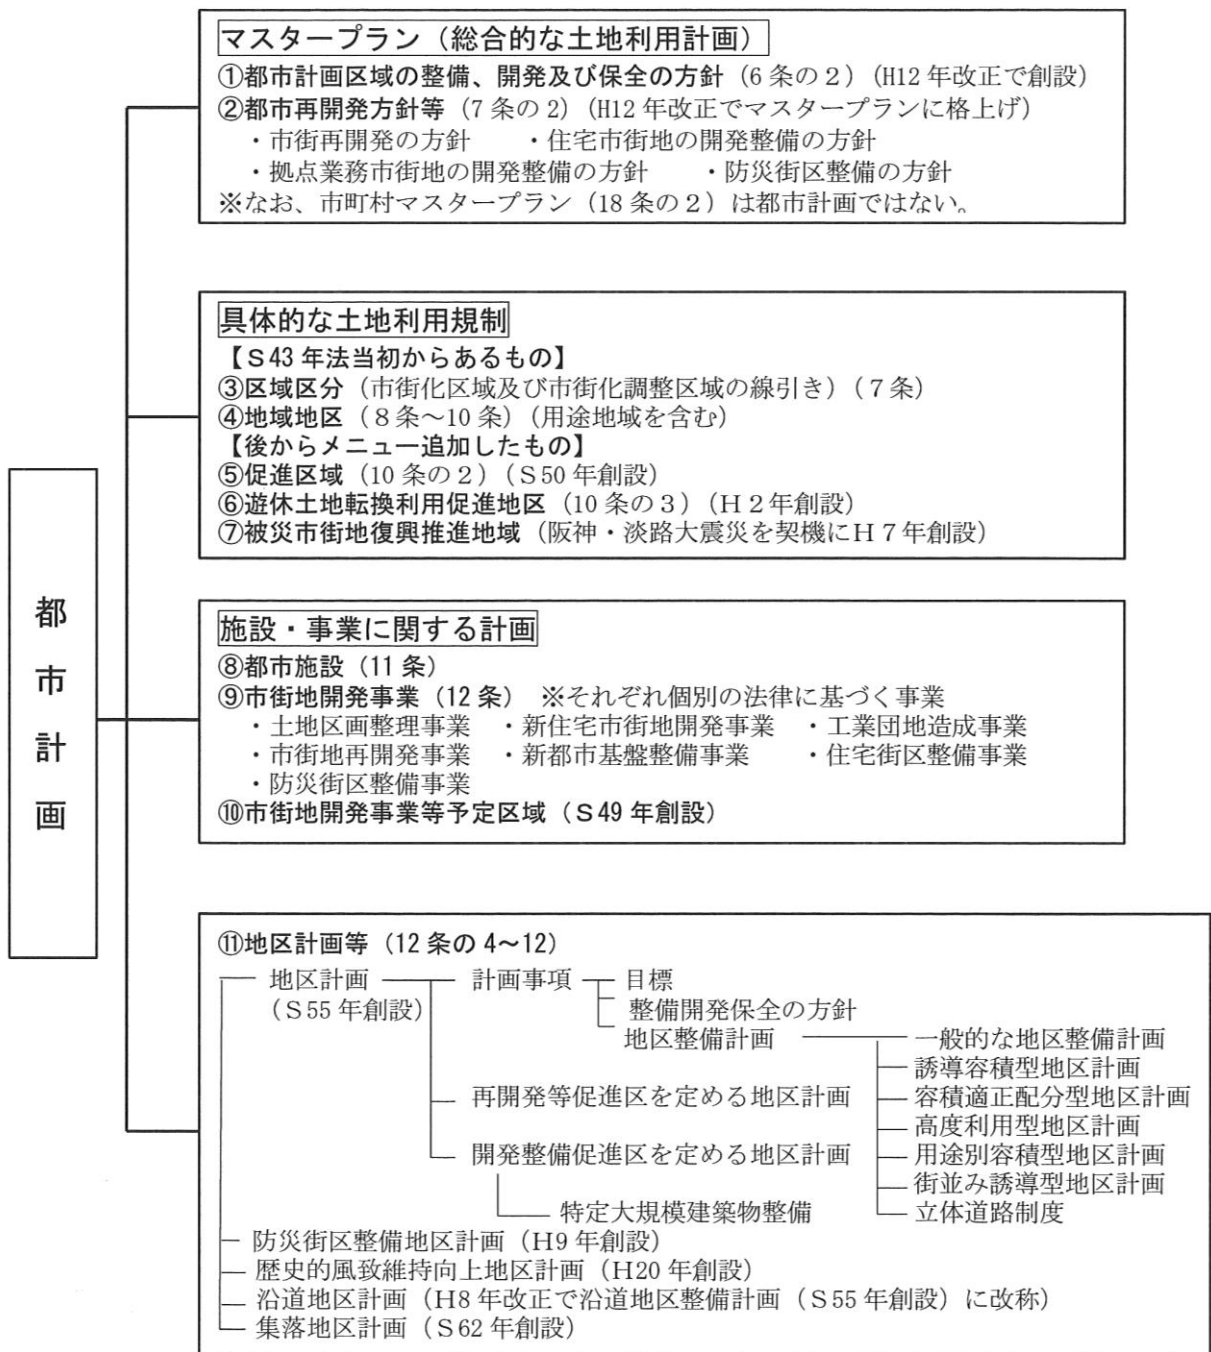 マスタープラン（総合的な土地利用計画）
①都市計画区域の整備、開発及び保全の方針（6条の2）（H12年改正で創設）
②都市再開発方針等（7条の2）（H12年改正でマスタープランに格上げ）
・市街再開発の方針　・住宅市街地の開発整備の方針
・拠点業務市街地の開発整備の方針　・防災街区整備の方針
※なお、市町村マスタープラン（18条の2）は都市計画ではない。
具体的な土地利用規制
【S43年法当初からあるもの】
③区域区分（市街化区域及び市街化調整区域の線引き）（7条）
④地域地区（8条～10条）（用途地域を含む）
【後からメニュー追加したもの】
⑤促進区域（10条の2）（S50年創設）
⑥遊休土地転換利用促進地区（10条の3）（H2年創設）
⑦被災市街地復興推進地域（阪神・淡路大震災を契機にH7年創設）
都市計画
施設・事業に関する計画
⑧都市施設（11条）
⑨市街地開発事業（12条）　※それぞれ個別の法律に基づく事業
・土地区画整理事業　・新住宅市街地開発事業　・工業団地造成事業
・市街地再開発事業　・新都市基盤整備事業　・住宅街区整備事業
・防災街区整備事業
⑩市街地開発事業等予定区域（S49年創設）
⑪地区計画等（12条の4～12）
地区計画　計画事項　目標
（S55年創設）　整備開発保全の方針
地区整備計画　一般的な地区整備計画
誘導容積型地区計画
再開発等促進区を定める地区計画　容積適正配分型地区計画
高度利用型地区計画
開発整備促進区を定める地区計画　用途別容積型地区計画
街並み誘導型地区計画
特定大規模建築物整備　立体道路制度
防災街区整備地区計画（H9年創設）
歴史的風致維持向上地区計画（H20年創設）
沿道地区計画（H8年改正で沿道地区整備計画（S55年創設）に改称）
集落地区計画（S62年創設）